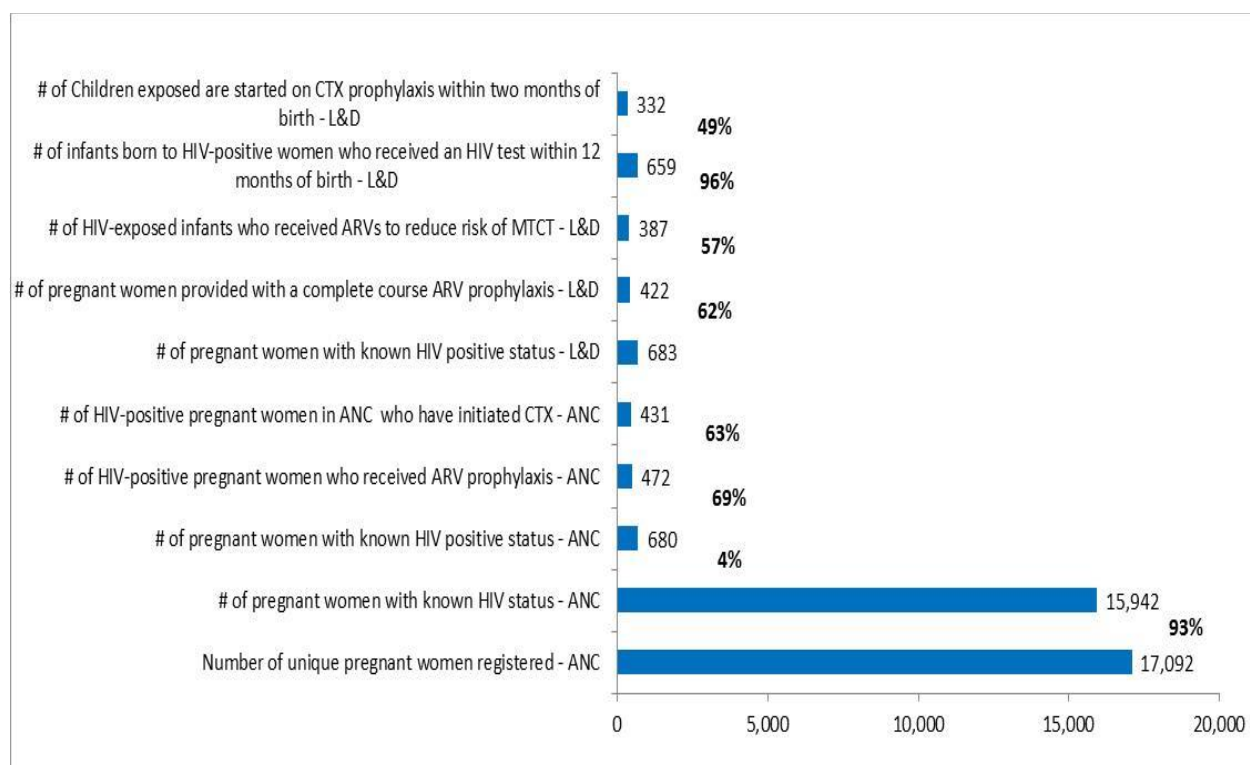 # of Children exposed are started on CTX prophylaxis within two months of
birth - L&D
332
49%
# of infants born to HIV-positive women who received an HIV test within 12
months of birth - L&D
659
96%
# of HIV-exposed infants who received ARVs to reduce risk of MTCT - L&D
387
57%
# of pregnant women provided with a complete course ARV prophylaxis - L&D
422
62%
# of pregnant women with known HIV positive status - L&D
683
# of HIV-positive pregnant women in ANC who have initiated CTX - ANC
431
63%
# of HIV-positive pregnant women who received ARV prophylaxis - ANC
472
69%
# of pregnant women with known HIV positive status - ANC
680
4%
# of pregnant women with known HIV status - ANC
15,942
93%
Number of unique pregnant women registered - ANC
17,092
0 5,000 10,000 15,000 20,000